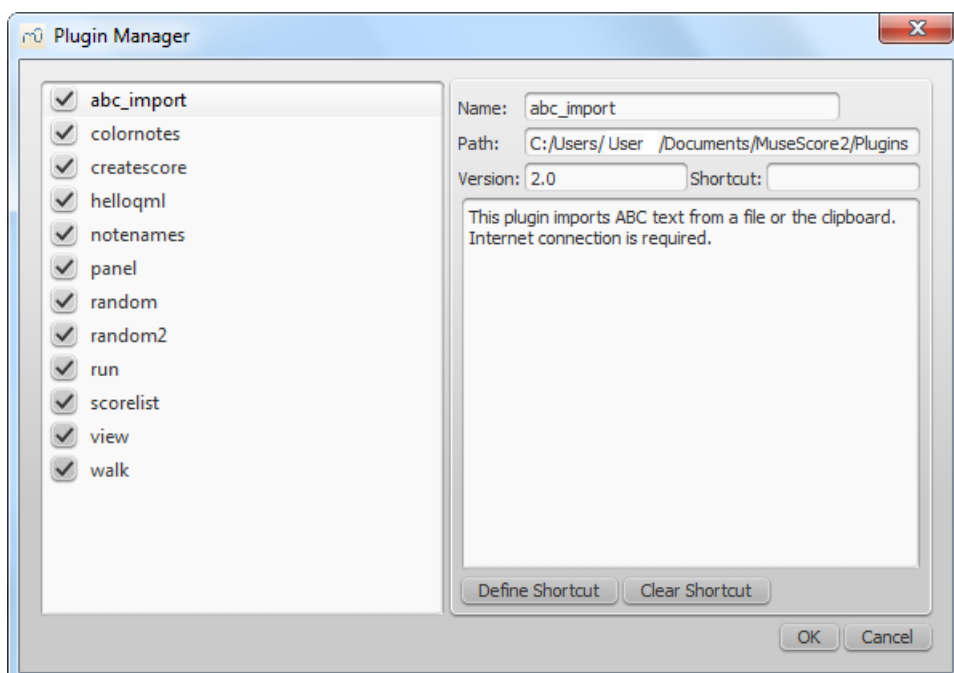 Plugin Manager
abc_import
colornotes
createscore
helloqml
notenames
panel
random
random2
run
scorelist
view
walk
Name: abc_import
Path: C:/Users/ User /Documents/MuseScore2/Plugins
Version: 2.0 Shortcut:
This plugin imports ABC text from a file or the clipboard.
Internet connection is required.
Define Shortcut Clear Shortcut
OK Cancel